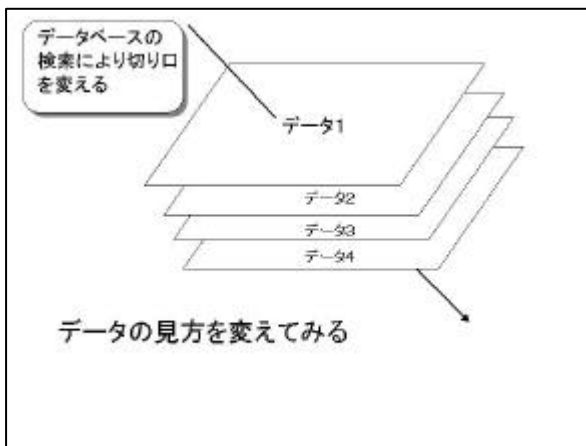 データベースの
検索により切り口
を変える
データ1
データ2
データ3
データ4
データの見方を変えてみる